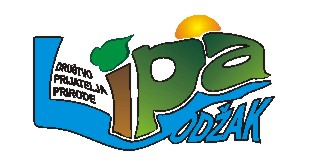 DRUŠTVO
PRIJATELJA
PRIRODE
Lipa
ODŽAK